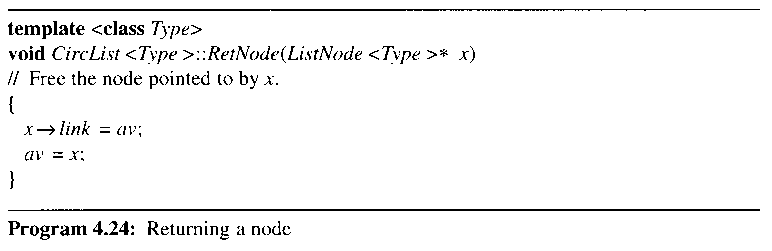 template <class Type>
void CircList <Type >::RetNode(ListNode <Type >* x)
// Free the node pointed to by x.
{
x→link = av;
av = x;
}
Program 4.24: Returning a node